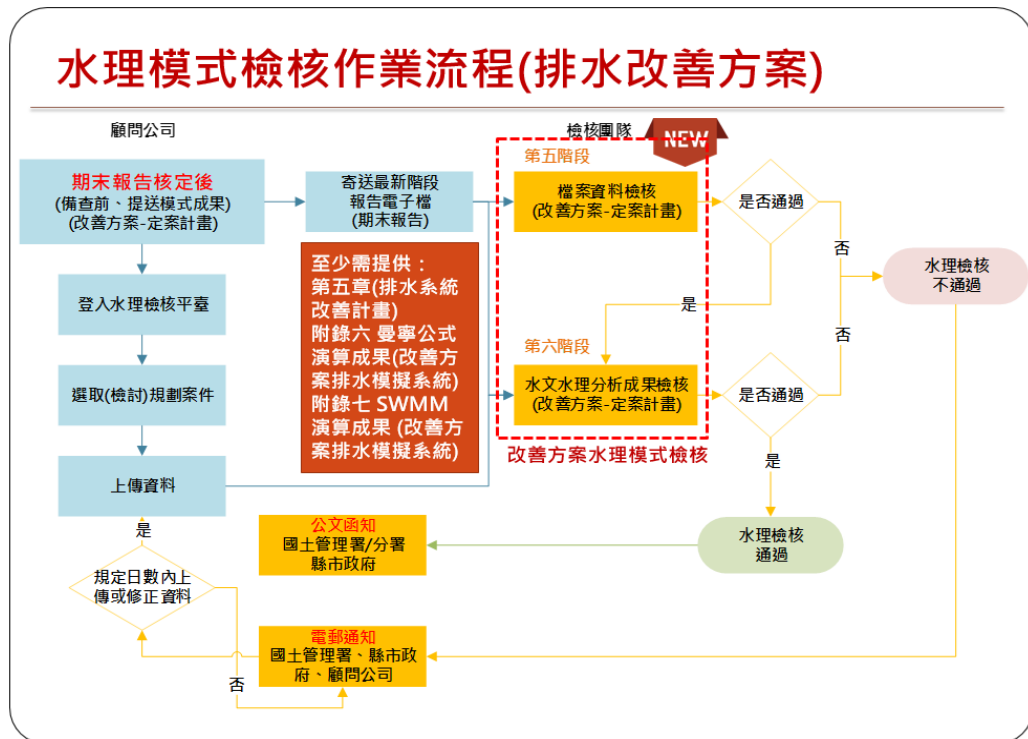 水理模式檢核作業流程(排水改善方案)
顧問公司
檢核團隊
NEW
期末報告核定後
(備查前、提送模式成果)
(改善方案-定案計畫)
寄送最新階段
報告電子檔
(期末報告)
第五階段
檔案資料檢核
(改善方案-定案計畫)
是否通過
否
水理檢核
不通過
登入水理檢核平臺
至少需提供：
第五章(排水系統
改善計畫)
附錄六 曼寧公式
演算成果(改善方
案排水模擬系統)
附錄七 SWMM
演算成果 (改善方
案排水模擬系統)
是
否
選取(檢討)規劃案件
第六階段
水文水理分析成果檢核
(改善方案-定案計畫)
是否通過
改善方案水理模式檢核
是
上傳資料
是
公文函知
國土管理署/分署
縣市政府
水理檢核
通過
規定日數內上
傳或修正資料
電郵通知
國土管理署、縣市政
府、顧問公司
否